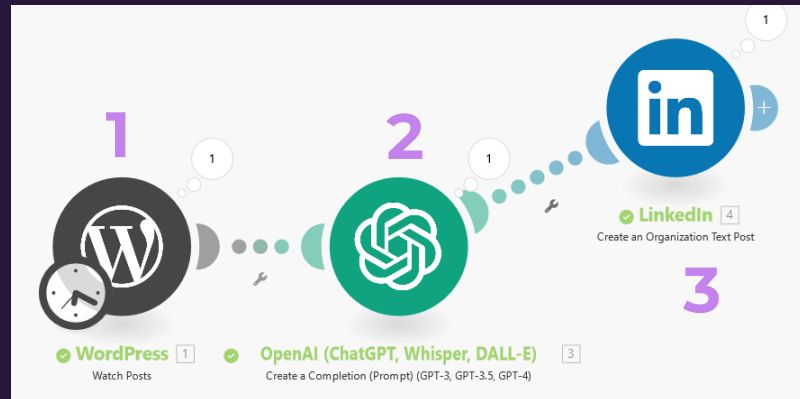 1
1
2
1
1
in
WordPress 1
Watch Posts
OpenAI (ChatGPT, Whisper, DALL-E) 3
Create a Completion (Prompt) (GPT-3, GPT-3.5, GPT-4)
LinkedIn 4
Create an Organization Text Post
3